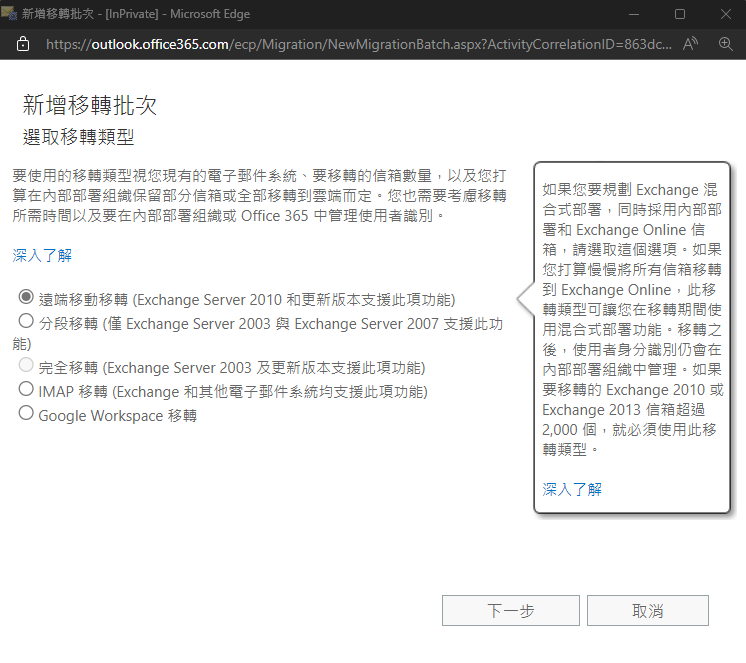 新增移轉批次 - [InPrivate] - Microsoft Edge
https://outlook.office365.com/ecp/Migration/NewMigrationBatch.aspx?ActivityCorrelationID=863dc...
新增移轉批次
選取移轉類型
要使用的移轉類型視您現有的電子郵件系統、要移轉的信箱數量，以及您打
算在內部部署組織保留部分信箱或全部移轉到雲端而定。您也需要考慮移轉
所需時間以及要在內部部署組織或 Office 365 中管理使用者識別。
深入了解
遠端移動移轉 (Exchange Server 2010 和更新版本支援此項功能)
分段移轉 (僅 Exchange Server 2003 與 Exchange Server 2007 支援此功
能)
完全移轉 (Exchange Server 2003 及更新版本支援此項功能)
IMAP 移轉 (Exchange 和其他電子郵件系統均支援此項功能)
Google Workspace 移轉
如果您要規劃 Exchange 混
合式部署，同時採用內部部
署和 Exchange Online 信
箱，請選取這個選項。如果
您打算慢慢將所有信箱移轉
到 Exchange Online，此移
轉類型可讓您在移轉期間使
用混合式部署功能。移轉之
後，使用者身分識別仍會在
內部部署組織中管理。如果
要移轉的 Exchange 2010 或
Exchange 2013 信箱超過
2,000 個，就必須使用此移
轉類型。
深入了解
下一步
取消